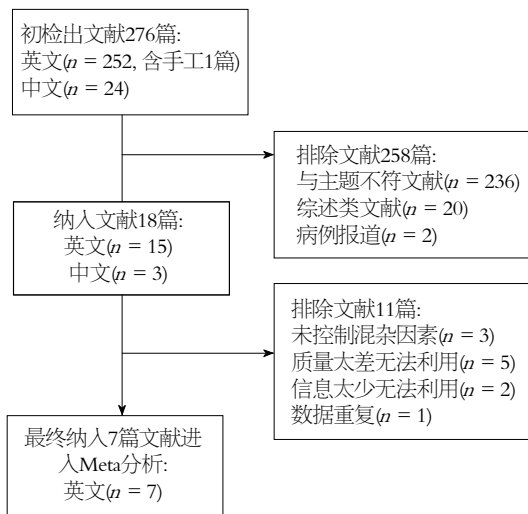 初检出文献276篇:
英文(n = 252, 含手工1篇)
中文(n = 24)
排除文献258篇:
与主题不符文献(n = 236)
综述类文献(n = 20)
病例报道(n = 2)
纳入文献18篇:
英文(n = 15)
中文(n = 3)
排除文献11篇:
未控制混杂因素(n = 3)
质量太差无法利用(n = 5)
信息太少无法利用(n = 2)
数据重复(n = 1)
最终纳入7篇文献进
入Meta分析:
英文(n = 7)